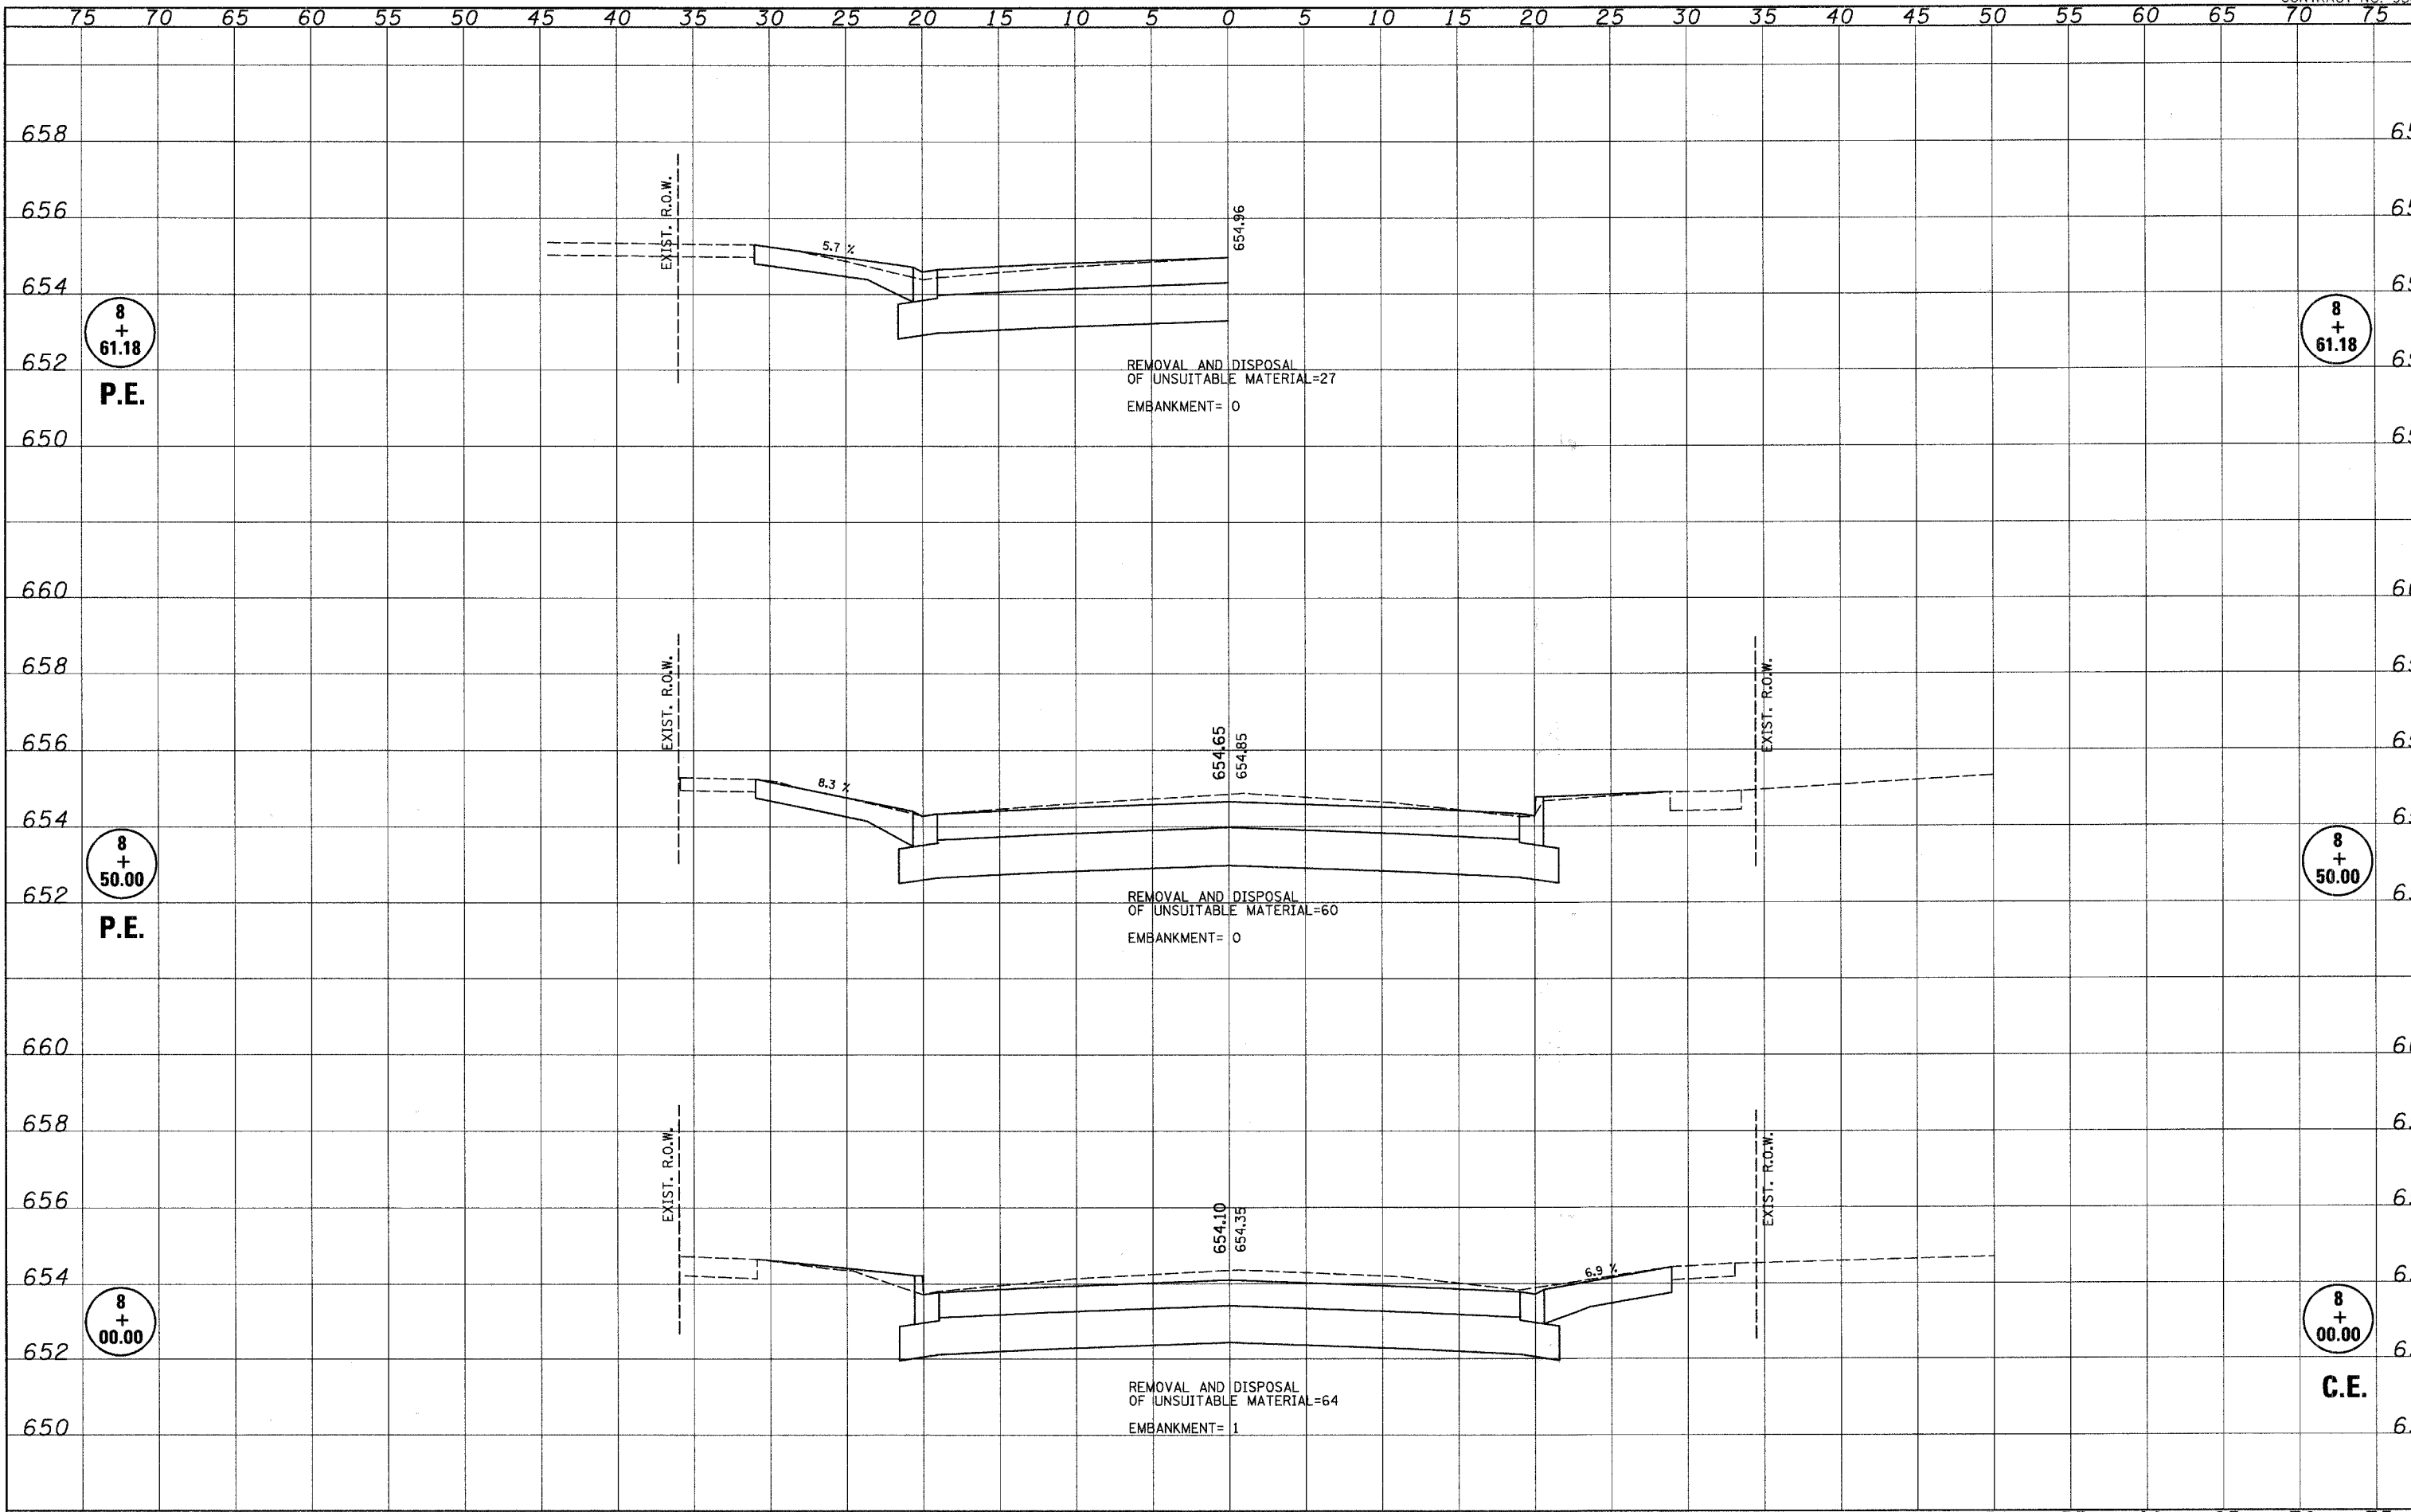 75 70 65 60 55 50 45 40 35 30 25 20 15 10 5 0 5 10 15 20 25 30 35 40 45 50 55 60 65 70 75
658
656
654
652
650
EXIST. R.O.W.
5.7 %
654.96
8
+
61.18
P.E.
8
+
61.18
REMOVAL AND DISPOSAL
OF UNSUITABLE MATERIAL=27
EMBANKMENT= 0
660
658
656
654
652
EXIST. R.O.W.
8.3 %
654.65
654.85
EXIST. R.O.W.
8
+
50.00
P.E.
8
+
50.00
REMOVAL AND DISPOSAL
OF UNSUITABLE MATERIAL=60
EMBANKMENT= 0
660
658
656
654
652
650
EXIST. R.O.W.
654.10
654.35
6.9 %
EXIST. R.O.W.
8
+
00.00
8
+
00.00
C.E.
REMOVAL AND DISPOSAL
OF UNSUITABLE MATERIAL=64
EMBANKMENT= 1